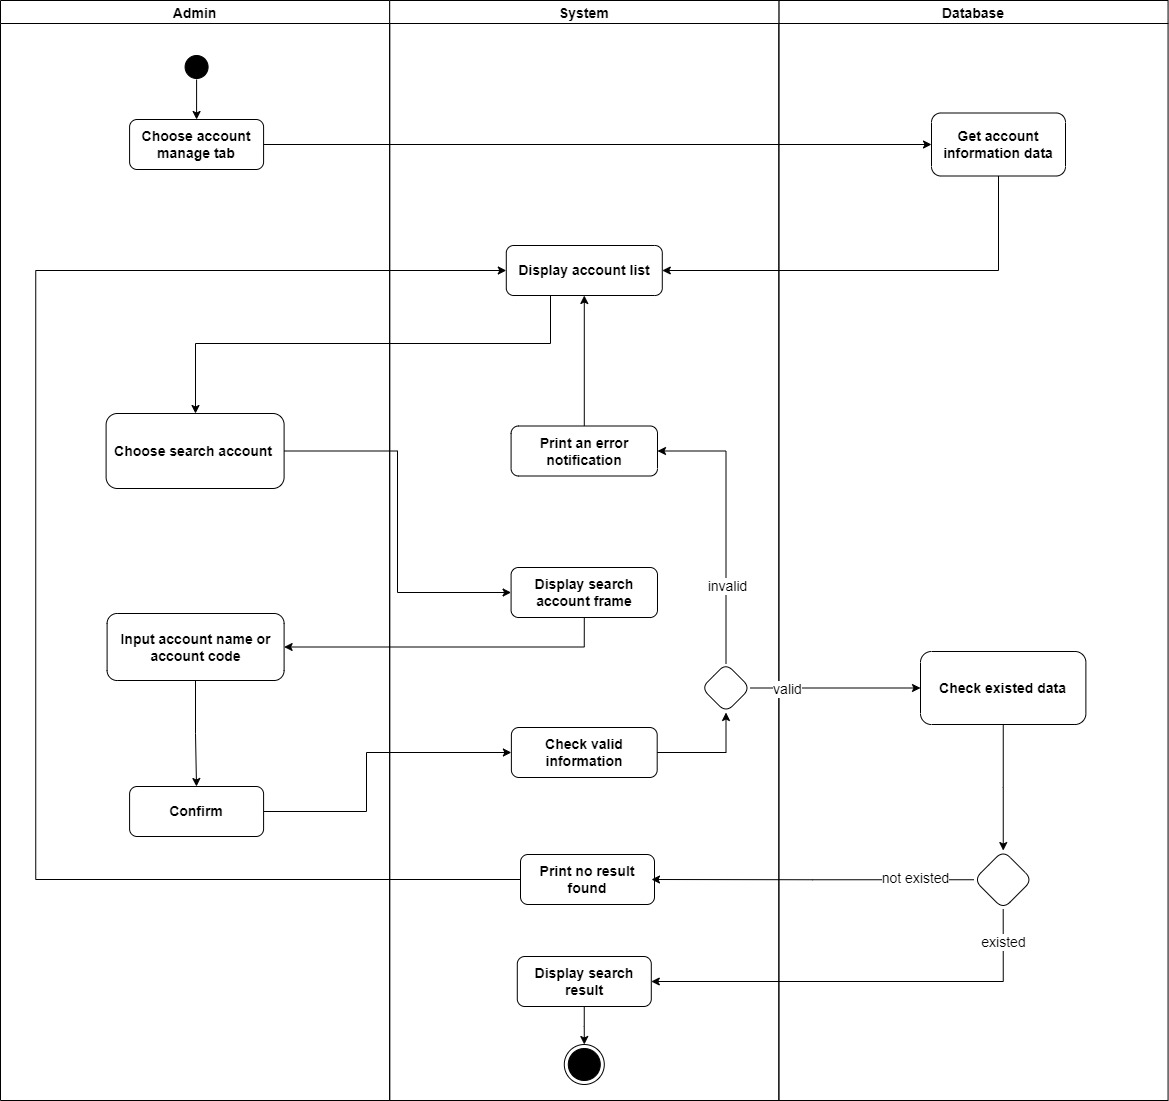 Admin
System
Database
Choose account
manage tab
Get account
information data
Display account list
Choose search account
Print an error
notification
Display search
account frame
invalid
Input account name or
account code
valid
Check existed data
Check valid
information
Confirm
Print no result
found
not existed
existed
Display search
result